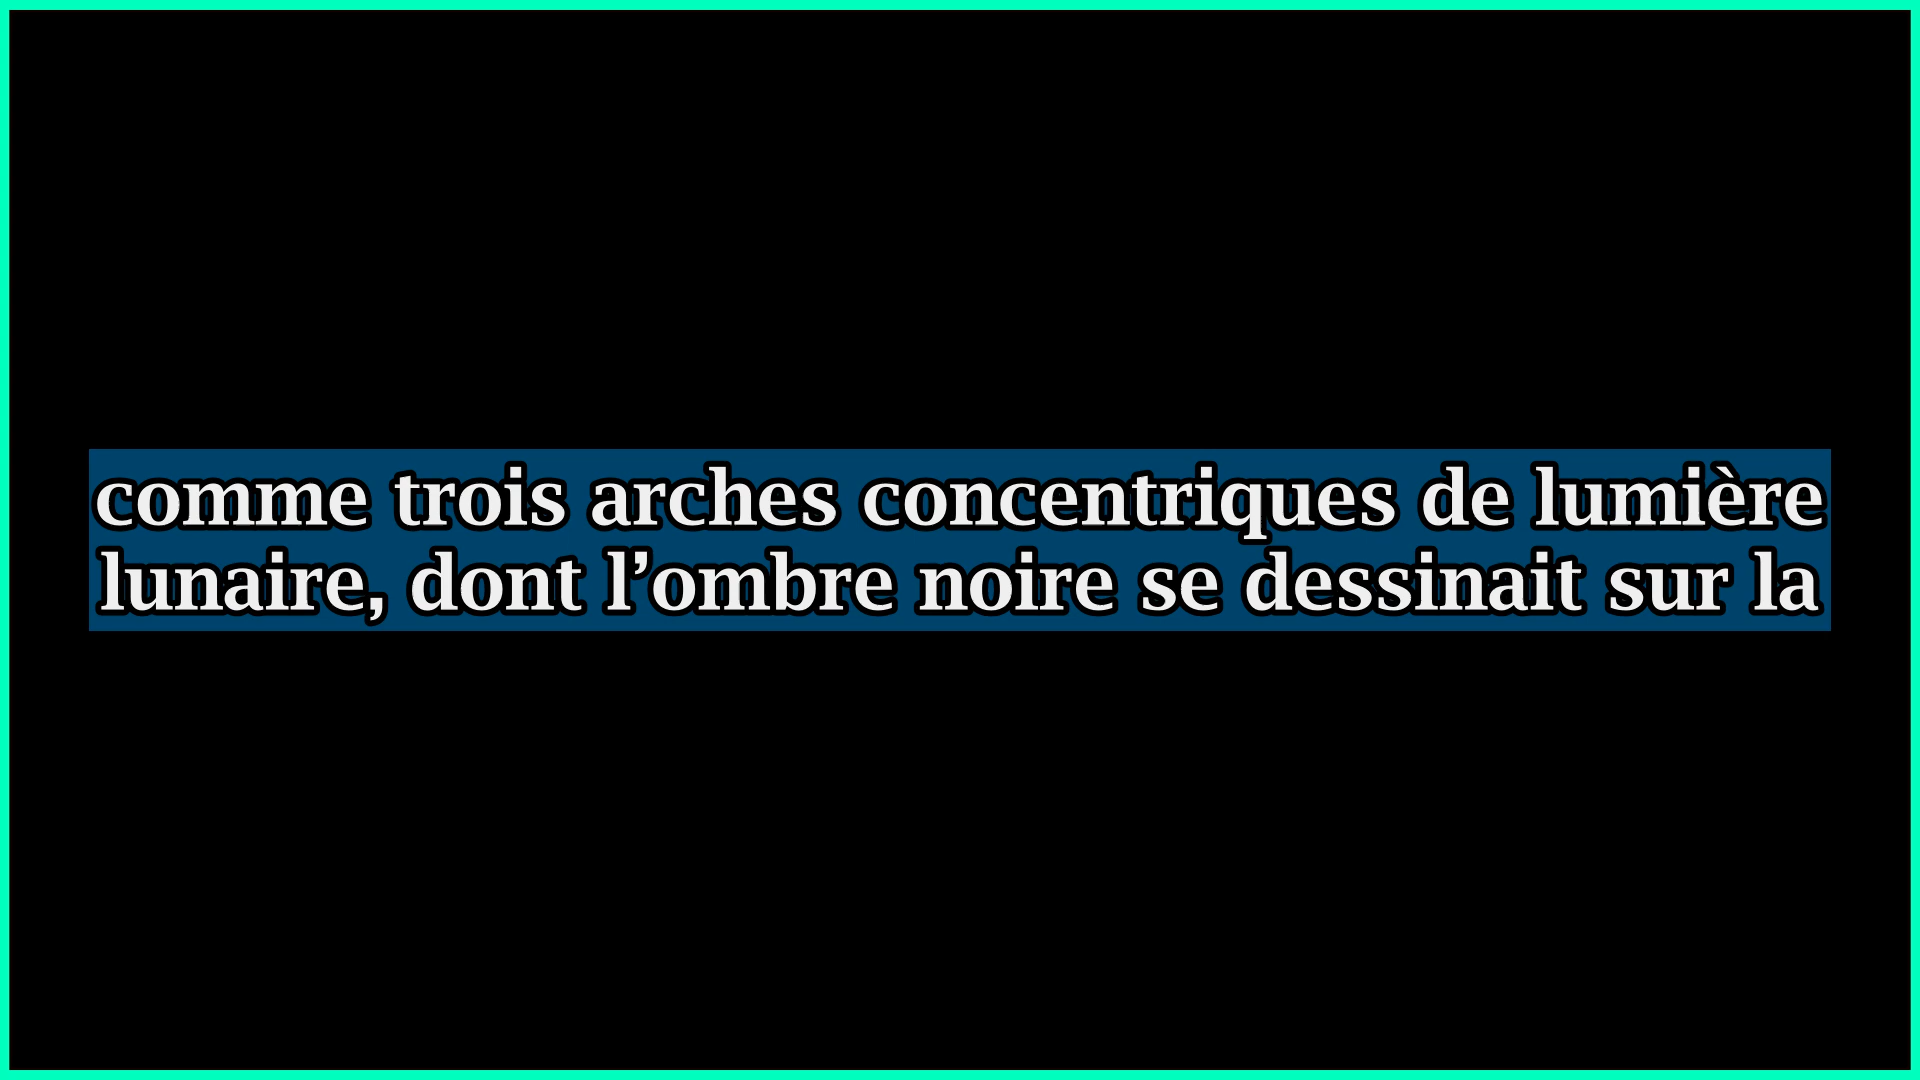 comme trois arches concentriques de lumière
lunaire, dont l’ombre noire se dessinait sur la